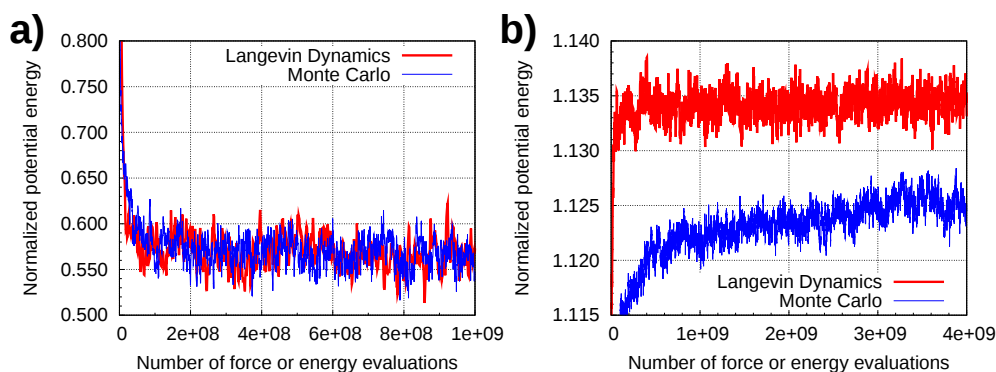 a)
Normalized potential energy
0.800
0.750
0.700
0.650
0.600
0.550
0.500
Langevin Dynamics
Monte Carlo
0
2e+08
4e+08
6e+08
8e+08
1e+09
Number of force or energy evaluations
b)
Normalized potential energy
1.140
1.135
1.130
1.125
1.120
1.115
Langevin Dynamics
Monte Carlo
0
1e+09
2e+09
3e+09
4e+09
Number of force or energy evaluations